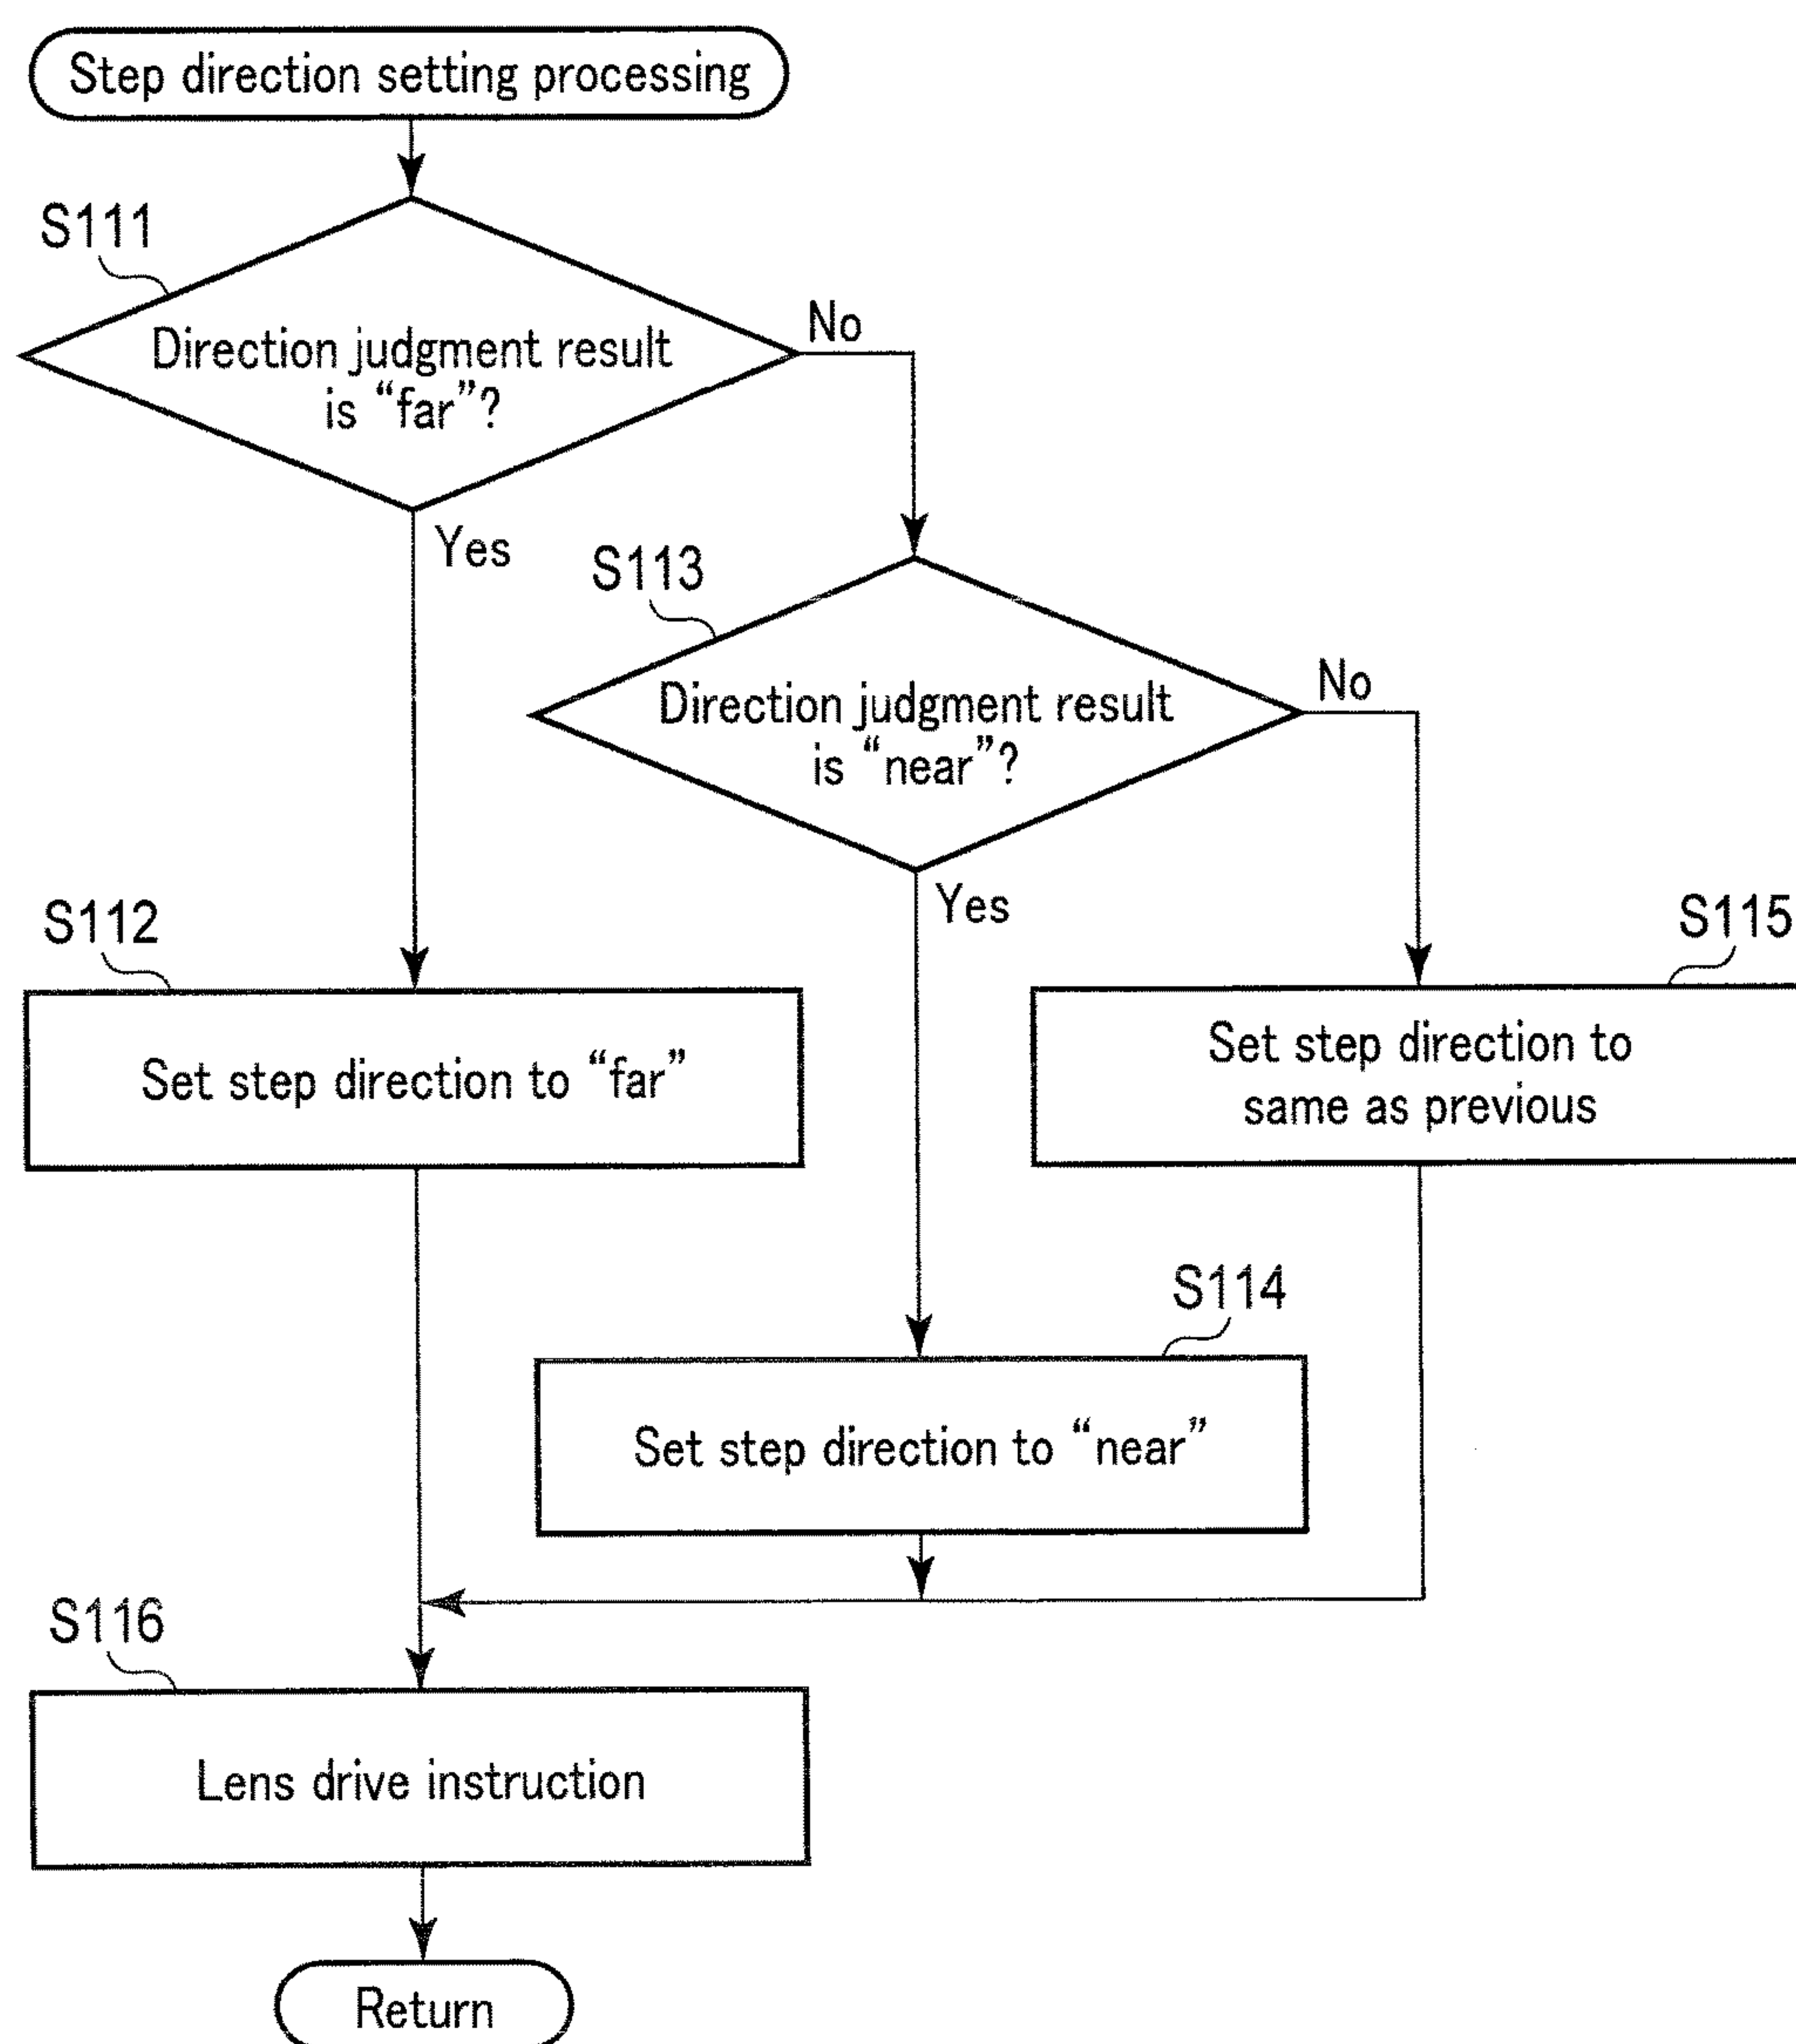 Step direction setting processing
S111
Direction judgment result
is “far”?
No
Yes
S113
Direction judgment result
is “near”?
No
Yes
S112
Set step direction to “far”
S115
Set step direction to
same as previous
S114
Set step direction to “near”
S116
Lens drive instruction
Return